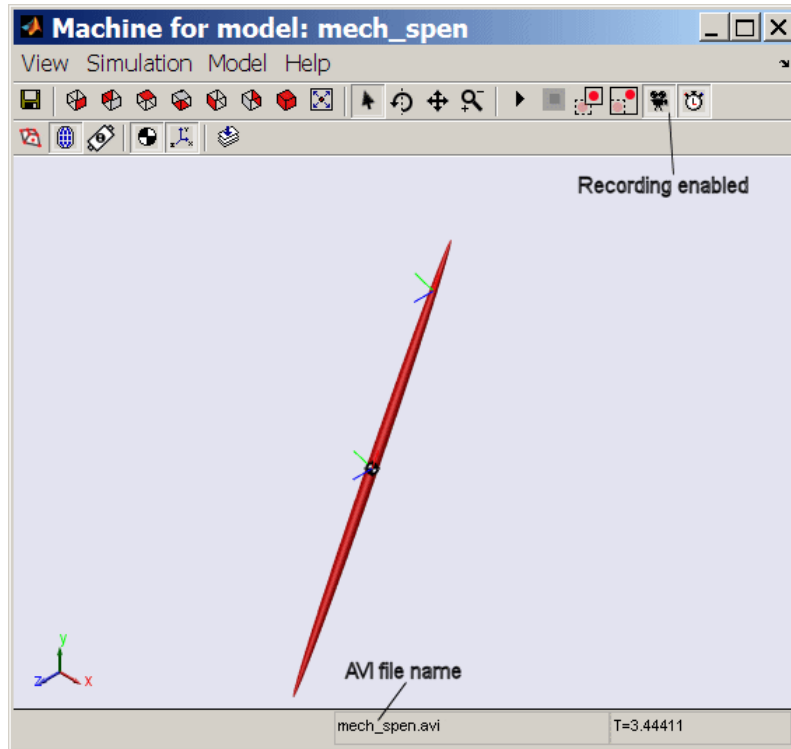 Machine for model: mech_spen
View Simulation Model Help
Recording enabled
y
z x
AVI file name
mech_spen.avi T=3.44411